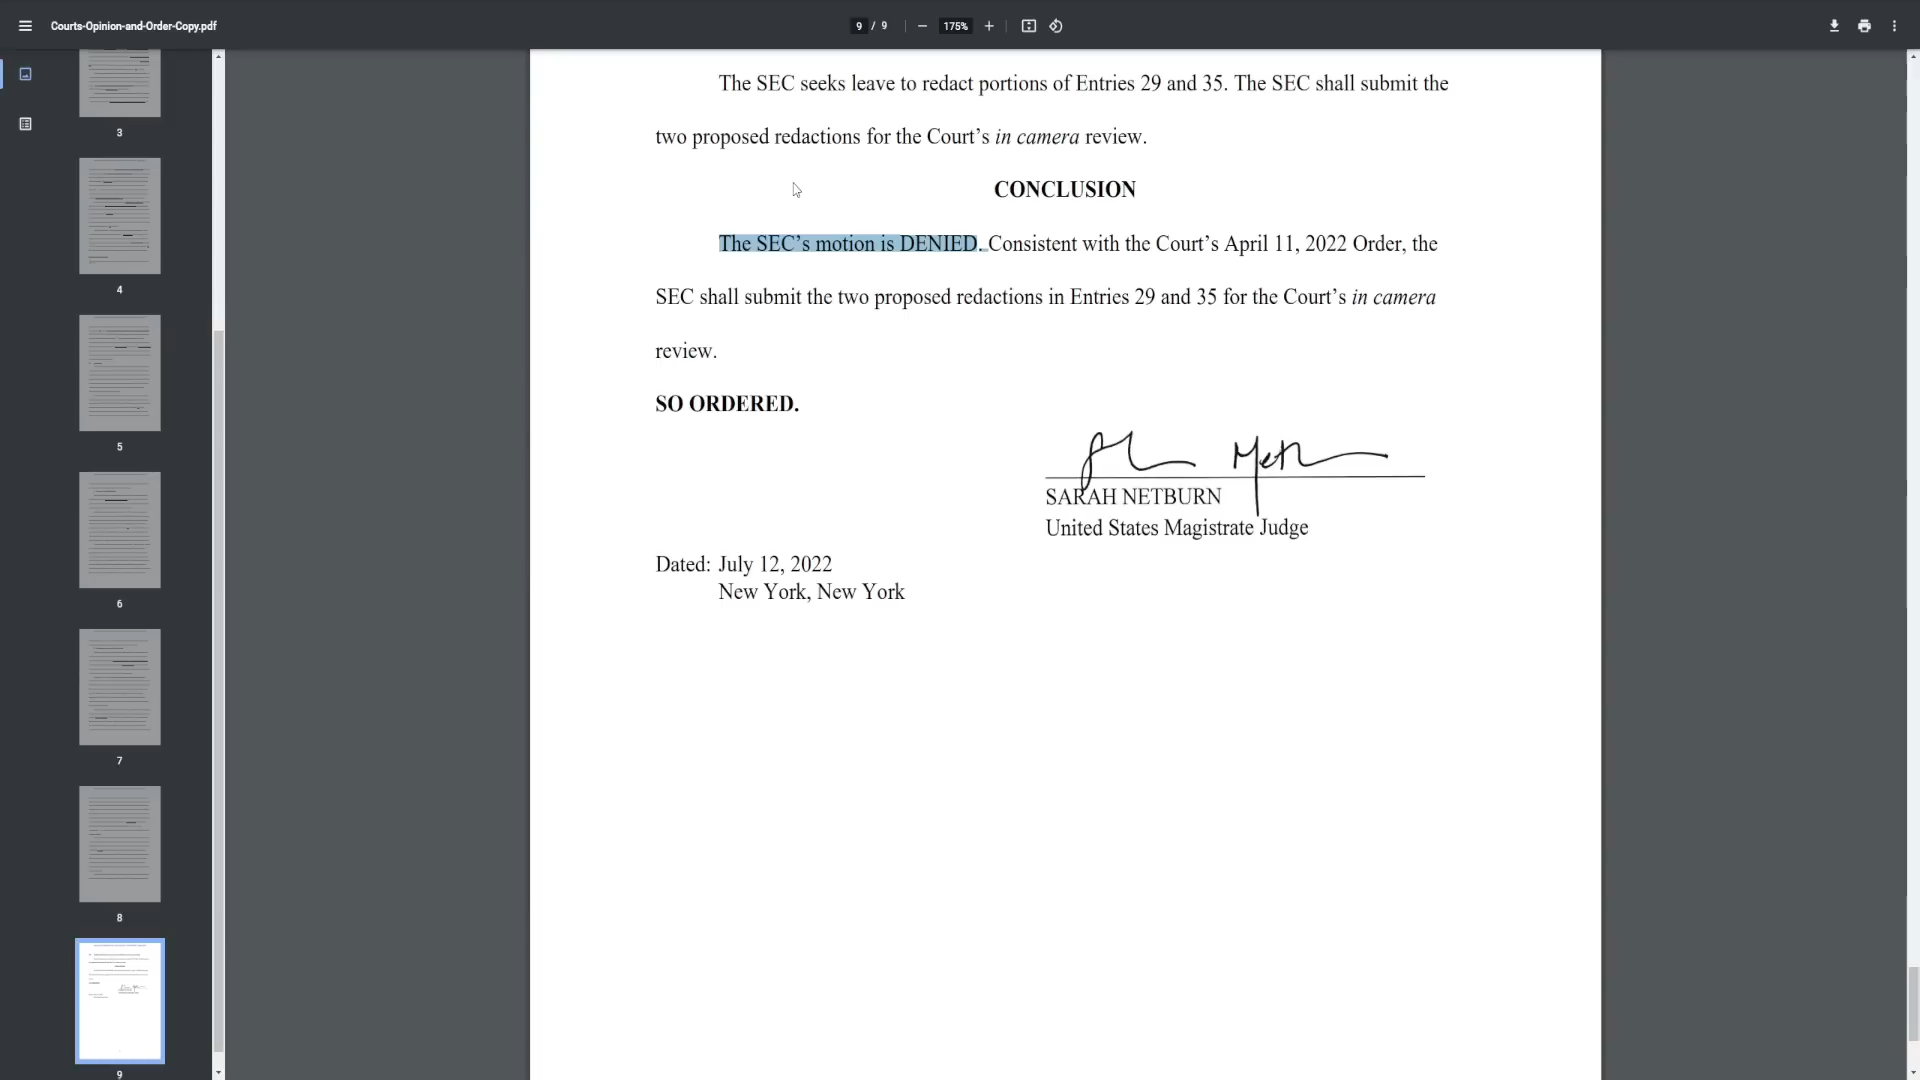 Courts-Opinion-and-Order-Copy.pdf
9 / 9
175%
3
4
5
6
7
8
9
The SEC seeks leave to redact portions of Entries 29 and 35. The SEC shall submit the
two proposed redactions for the Court’s in camera review.
CONCLUSION
The SEC’s motion is DENIED. Consistent with the Court’s April 11, 2022 Order, the
SEC shall submit the two proposed redactions in Entries 29 and 35 for the Court’s in camera
review.
SO ORDERED.
SARAH NETBURN
United States Magistrate Judge
Dated: July 12, 2022
New York, New York